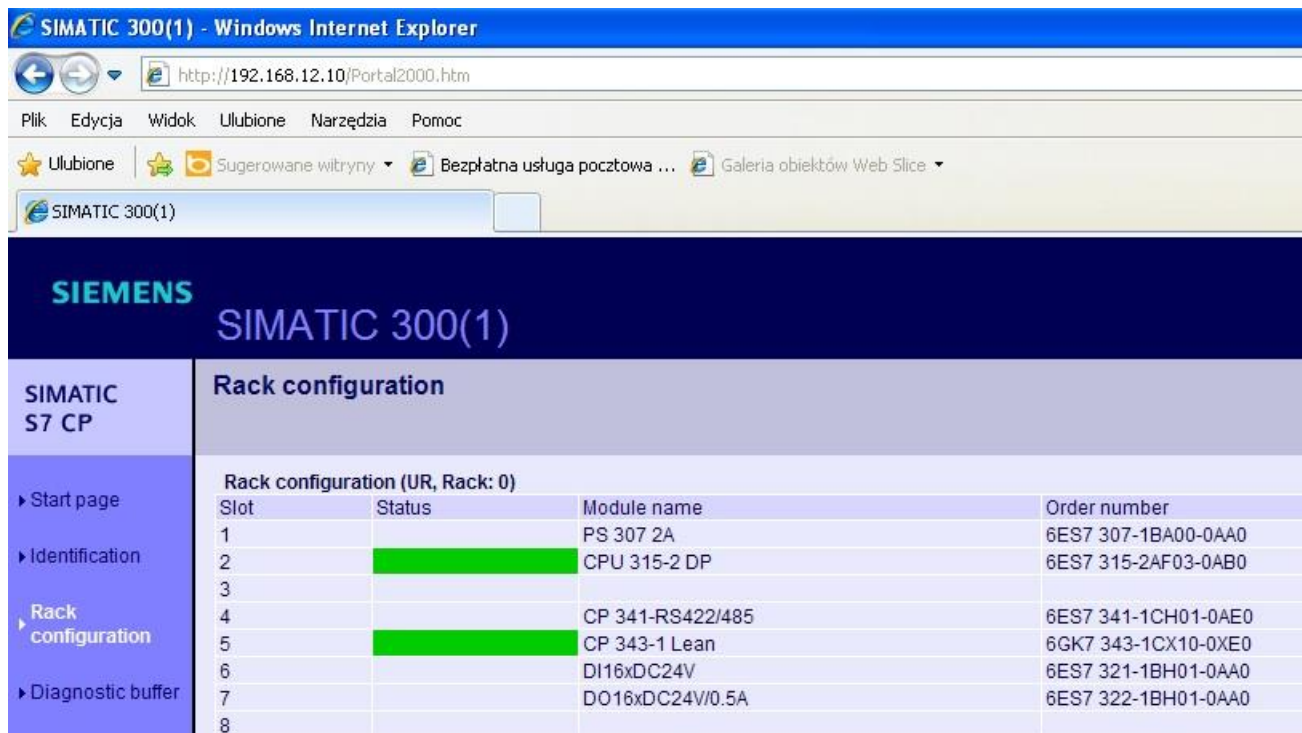 SIMATIC 300(1) - Windows Internet Explorer
http://192.168.12.10/Portal2000.htm
Plik Edycja Widok Ulubione Narzędzia Pomoc
Ulubione Sugerowane witryny Bezpłatna usługa pocztowa ... Galeria obiektów Web Slice
SIMATIC 300(1)
SIEMENS
SIMATIC 300(1)
SIMATIC S7 CP
Rack configuration
Start page
Identification
Rack configuration
Diagnostic buffer
Rack configuration (UR, Rack: 0)
Slot Status Module name Order number
1 PS 307 2A 6ES7 307-1BA00-0AA0
2 CPU 315-2 DP 6ES7 315-2AF03-0AB0
3
4 CP 341-RS422/485 6ES7 341-1CH01-0AE0
5 CP 343-1 Lean 6GK7 343-1CX10-0XE0
6 DI16xDC24V 6ES7 321-1BH01-0AA0
7 DO16xDC24V/0.5A 6ES7 322-1BH01-0AA0
8